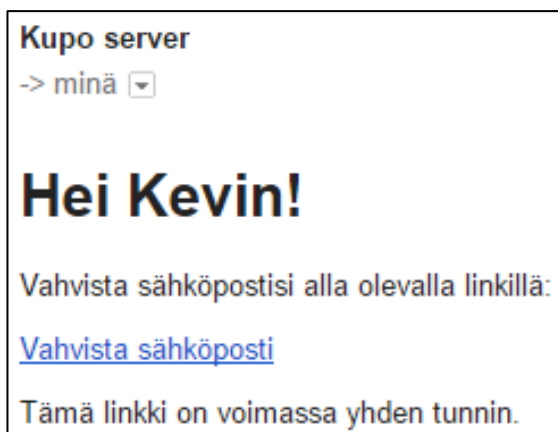 Kupo server
-> minä
Hei Kevin!
Vahvista sähköpostisi alla olevalla linkillä:
Vahvista sähköposti
Tämä linkki on voimassa yhden tunnin.